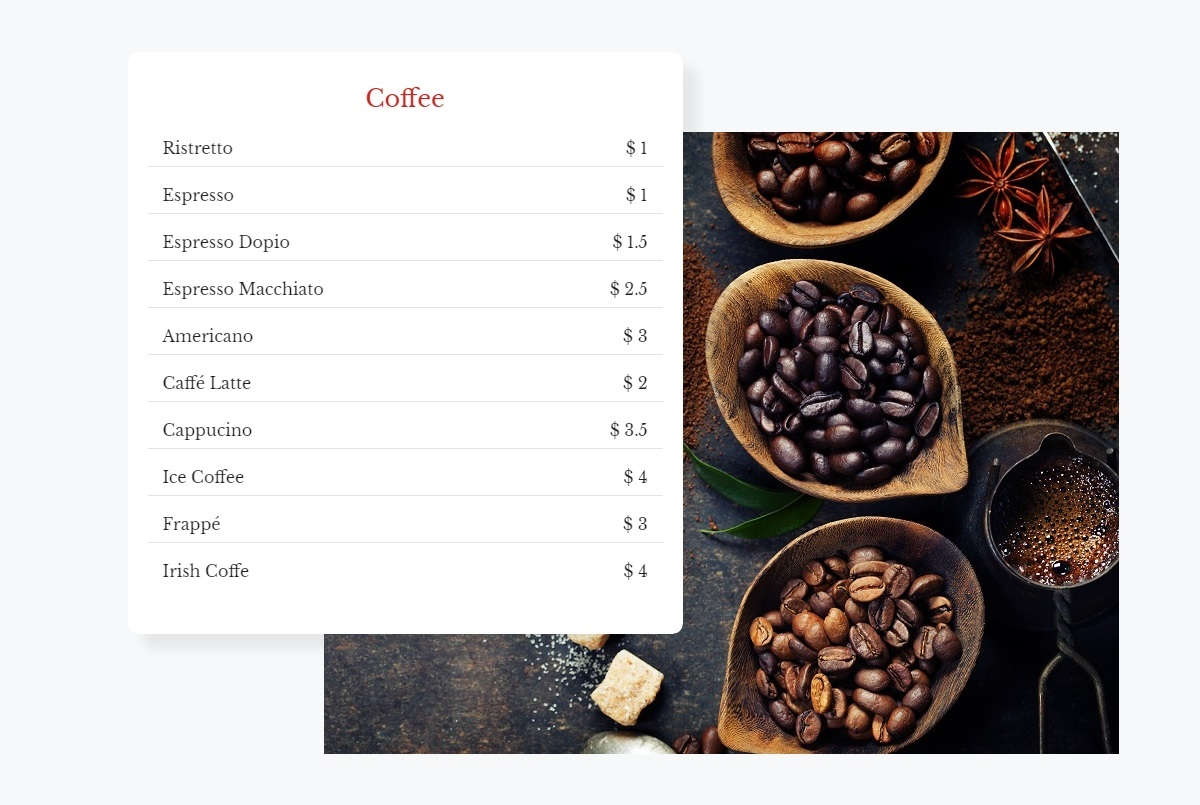 Coffee
Ristretto $ 1
Espresso $ 1
Espresso Dopio $ 1.5
Espresso Macchiato $ 2.5
Americano $ 3
Caffé Latte $ 2
Cappucino $ 3.5
Ice Coffee $ 4
Frappé $ 3
Irish Coffe $ 4